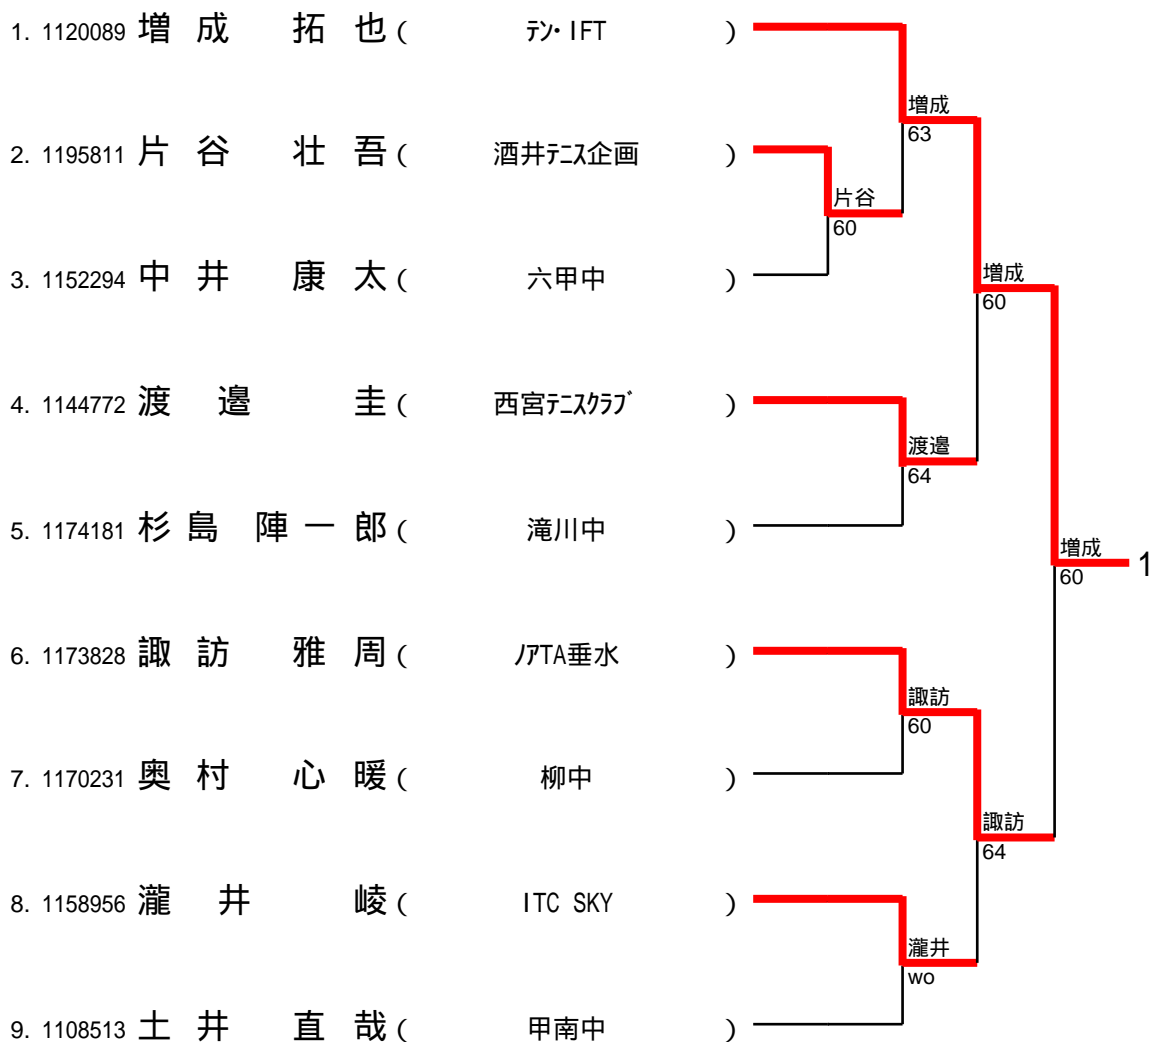 1. 1120089 増 成 拓 也 ( テン・IFT )
増成
63
2. 1195811 片 谷 壮 吾 ( 酒井テニス企画 )
片谷
60
3. 1152294 中 井 康 太 ( 六甲中 )
増成
60
4. 1144772 渡 邉 圭 ( 西宮テニスクラブ )
渡邉
64
5. 1174181 杉 島 陣 一 郎 ( 滝川中 )
増成
60
1
6. 1173828 諏 訪 雅 周 ( ノアTA垂水 )
諏訪
60
7. 1170231 奥 村 心 暖 ( 柳中 )
諏訪
64
8. 1158956 瀧 井 崚 ( ITC SKY )
瀧井
wo
9. 1108513 土 井 直 哉 ( 甲南中 )